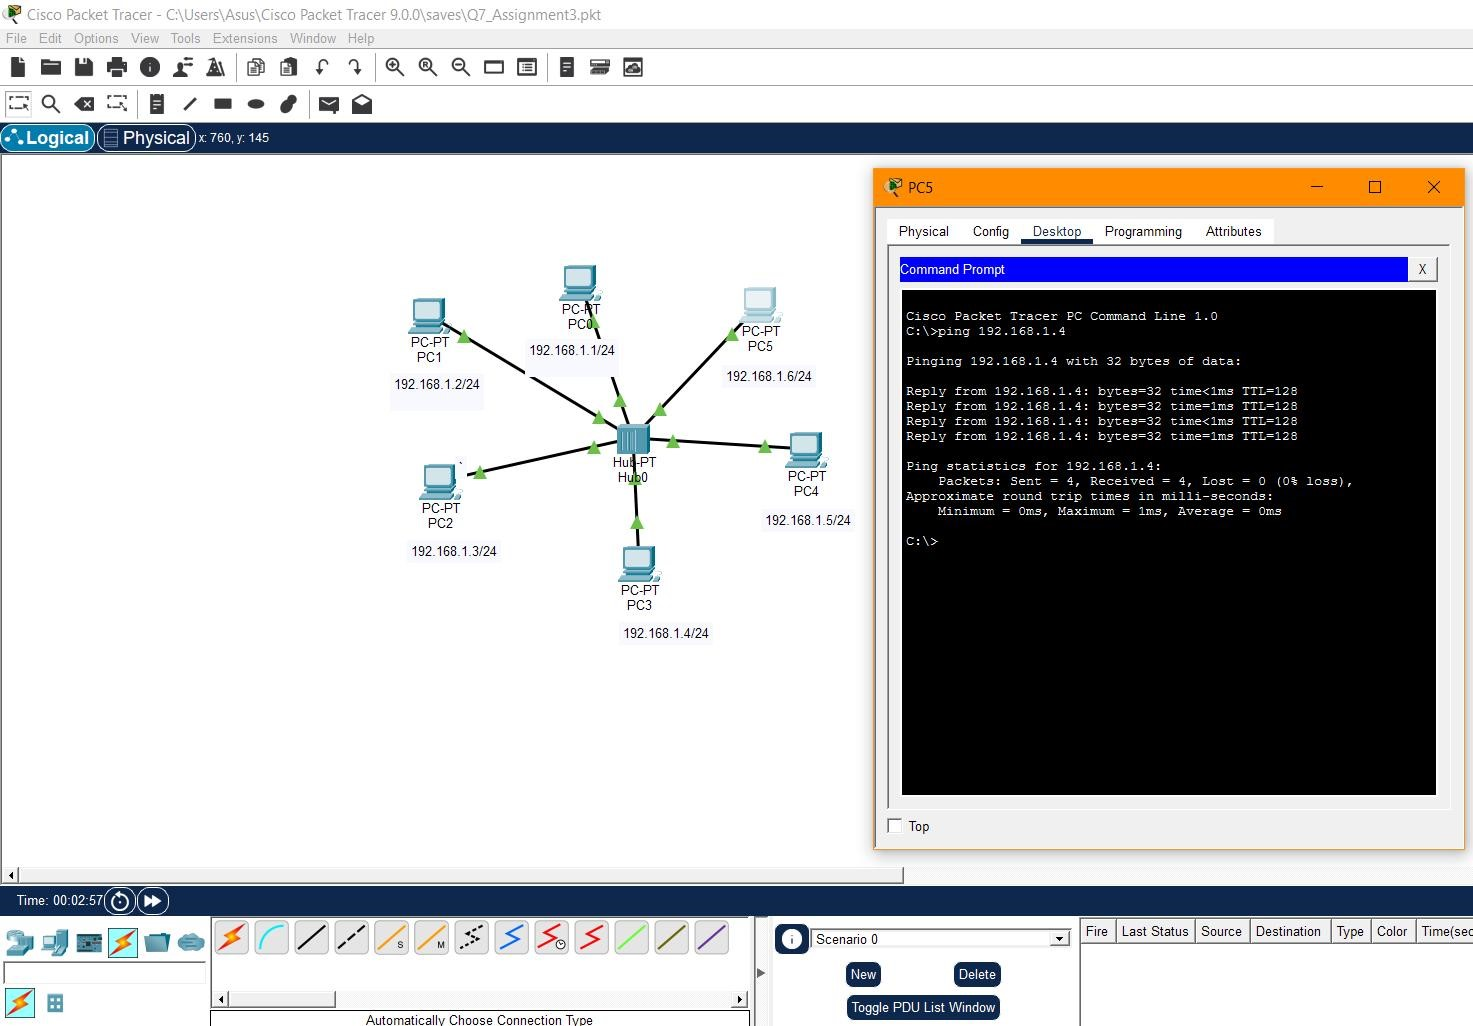 Cisco Packet Tracer - C:\Users\Asus\Cisco Packet Tracer 9.0.0\saves\Q7_Assignment3.pkt
File Edit Options View Tools Extensions Window Help
Logical Physical x: 760, y: 145
PC-PT
PC0
192.168.1.1/24
PC-PT
PC1
192.168.1.2/24
PC-PT
PC5
192.168.1.6/24
Hub-PT
Hub0
PC-PT
PC4
192.168.1.5/24
PC-PT
PC2
192.168.1.3/24
PC-PT
PC3
192.168.1.4/24
PC5
Physical Config Desktop Programming Attributes
Command Prompt X
Cisco Packet Tracer PC Command Line 1.0
C:\>ping 192.168.1.4
Pinging 192.168.1.4 with 32 bytes of data:
Reply from 192.168.1.4: bytes=32 time<1ms TTL=128
Reply from 192.168.1.4: bytes=32 time=1ms TTL=128
Reply from 192.168.1.4: bytes=32 time<1ms TTL=128
Reply from 192.168.1.4: bytes=32 time=1ms TTL=128
Ping statistics for 192.168.1.4:
Packets: Sent = 4, Received = 4, Lost = 0 (0% loss),
Approximate round trip times in milli-seconds:
Minimum = 0ms, Maximum = 1ms, Average = 0ms
C:\>
Top
Time: 00:02:57
S M
Automatically Choose Connection Type
Scenario 0
New Delete
Toggle PDU List Window
Fire Last Status Source Destination Type Color Time(sec